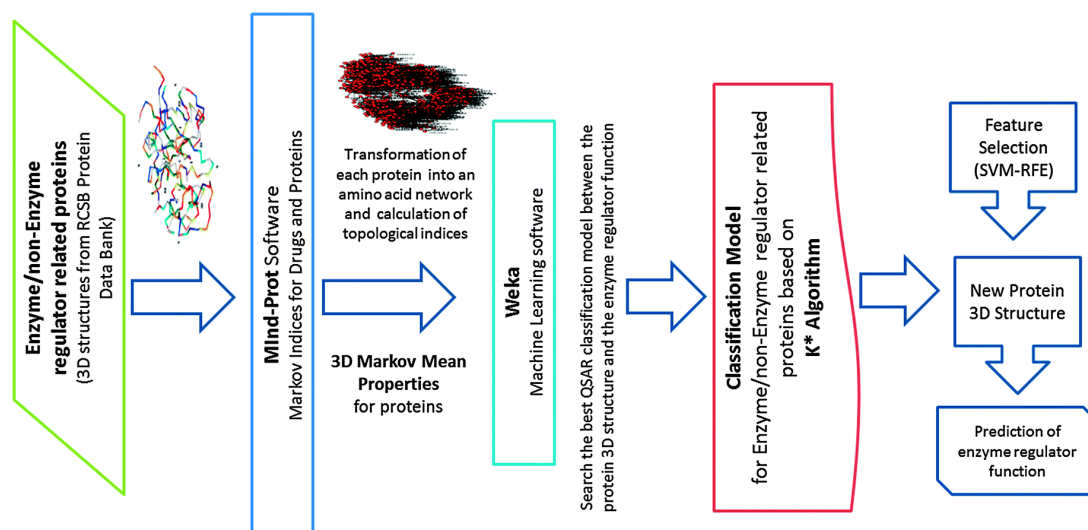 Enzyme/non-Enzyme
regulator related proteins
(3D structures from RCSB Protein
Data Bank)
MInd-Prot Software
Markov Indices for Drugs and Proteins
Transformation of
each protein into an
amino acid network
and calculation of
topological indices
3D Markov Mean
Properties
for proteins
Weka
Machine Learning software
Search the best QSAR classification model between the
protein 3D structure and the enzyme regulator function
Classification Model
for Enzyme/non-Enzyme regulator related
proteins based on
K* Algorithm
Feature
Selection
(SVM-RFE)
New Protein
3D Structure
Prediction of
enzyme regulator
function